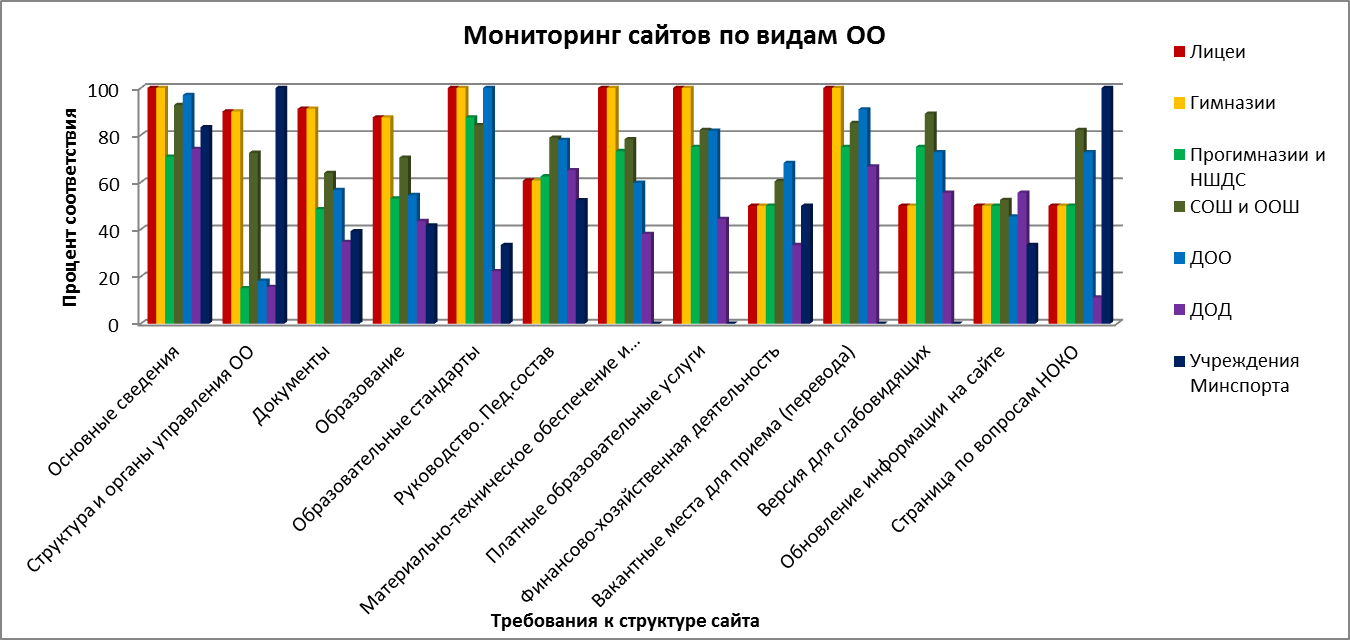 Мониторинг сайтов по видам ОО
Процент соответствия
100
80
60
40
20
0
Основные сведения
Структура и органы управления ОО
Документы
Образование
Образовательные стандарты
Руководство. Пед.состав
Материально-техническое обеспечение и...
Платные образовательные услуги
Финансово-хозяйственная деятельность
Вакантные места для приема (перевода)
Версия для слабовидящих
Обновление информации на сайте
Страница по вопросам НОКО
Требования к структуре сайта
Лицеи
Гимназии
Прогимназии и
НШДС
СОШ и ООШ
ДОО
ДОД
Учреждения
Минспорта